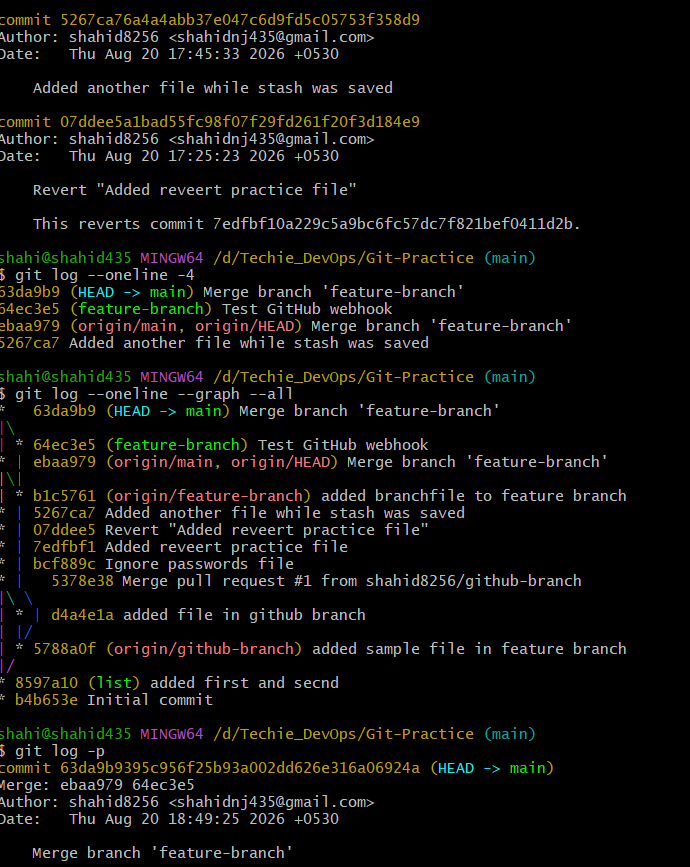 commit 5267ca76a4a4abb37e047c6d9fd5c05753f358d9
Author: shahid8256 <shahidnj435@gmail.com>
Date:   Thu Aug 20 17:45:33 2026 +0530

    Added another file while stash was saved

commit 07ddee5a1bad55fc98f07f29fd261f20f3d184e9
Author: shahid8256 <shahidnj435@gmail.com>
Date:   Thu Aug 20 17:25:23 2026 +0530

    Revert "Added reveert practice file"

    This reverts commit 7edfbf10a229c5a9bc6fc57dc7f821bef0411d2b.

shahi@shahid435 MINGW64 /d/Techie_DevOps/Git-Practice (main)
$ git log --oneline -4
63da9b9 (HEAD -> main) Merge branch 'feature-branch'
64ec3e5 (feature-branch) Test GitHub webhook
ebaa979 (origin/main, origin/HEAD) Merge branch 'feature-branch'
5267ca7 Added another file while stash was saved

shahi@shahid435 MINGW64 /d/Techie_DevOps/Git-Practice (main)
$ git log --oneline --graph --all
*   63da9b9 (HEAD -> main) Merge branch 'feature-branch'
|\
| * 64ec3e5 (feature-branch) Test GitHub webhook
* | ebaa979 (origin/main, origin/HEAD) Merge branch 'feature-branch'
|\|
| * b1c5761 (origin/feature-branch) added branchfile to feature branch
* | 5267ca7 Added another file while stash was saved
* | 07ddee5 Revert "Added reveert practice file"
* | 7edfbf1 Added reveert practice file
* | bcf889c Ignore passwords file
* |   5378e38 Merge pull request #1 from shahid8256/github-branch
|\ \
| * | d4a4e1a added file in github branch
| |/
| * 5788a0f (origin/github-branch) added sample file in feature branch
|/
* 8597a10 (list) added first and secnd
* b4b653e Initial commit

shahi@shahid435 MINGW64 /d/Techie_DevOps/Git-Practice (main)
$ git log -p
commit 63da9b9395c956f25b93a002dd626e316a06924a (HEAD -> main)
Merge: ebaa979 64ec3e5
Author: shahid8256 <shahidnj435@gmail.com>
Date:   Thu Aug 20 18:49:25 2026 +0530

    Merge branch 'feature-branch'